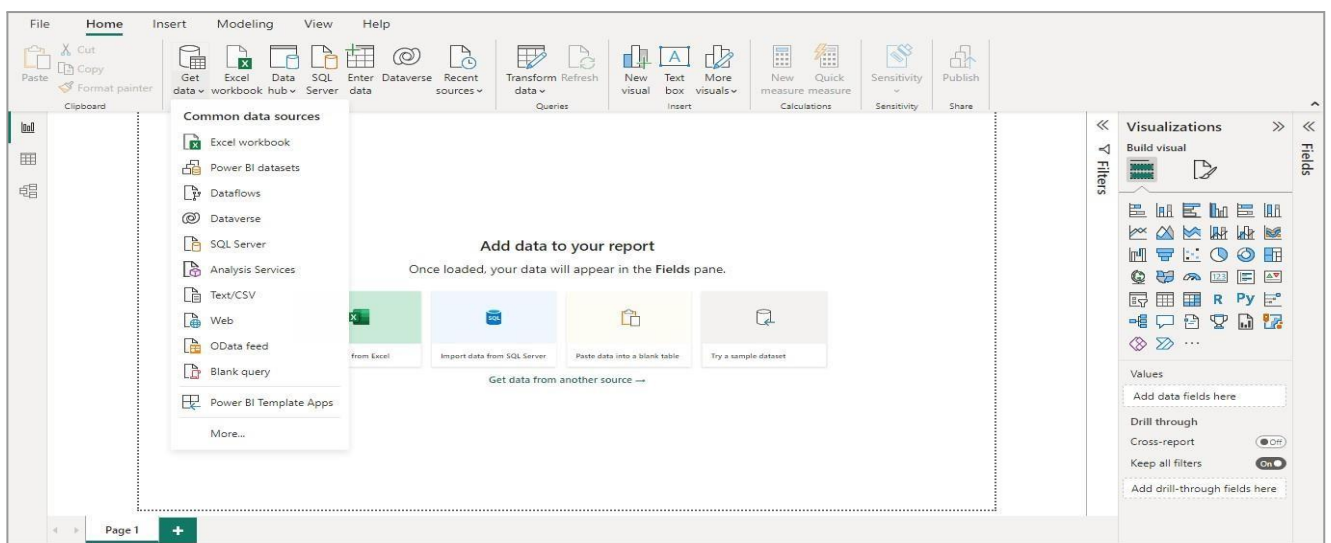 File Home Insert Modeling View Help
Paste
Cut
Copy
Format painter
Clipboard
Get data
Excel workbook
Data hub
SQL Server
Enter data
Dataverse
Recent sources
Transform data
Refresh
Queries
New visual
Text box
More visuals
Insert
New measure
Quick measure
Calculations
Sensitivity
Sensitivity
Publish
Share
Common data sources
Excel workbook
Power BI datasets
Dataflows
Dataverse
SQL Server
Analysis Services
Text/CSV
Web
OData feed
Blank query
Power BI Template Apps
More...
Add data to your report
Once loaded, your data will appear in the Fields pane.
SQL
from Excel
Import data from SQL Server
Paste data into a blank table
Try a sample dataset
Get data from another source →
Filters
Visualizations
Build visual
123
R Py
Values
Add data fields here
Drill through
Cross-report Off
Keep all filters On
Add drill-through fields here
Fields
Page 1